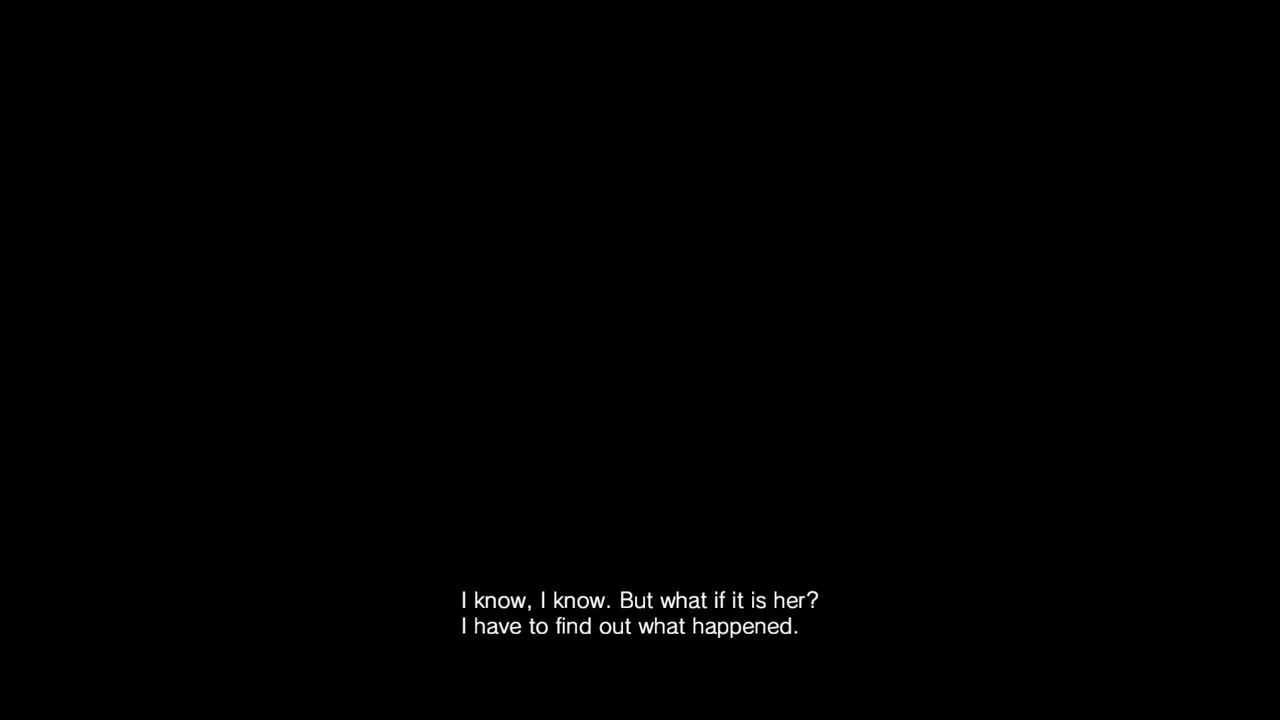 I know, I know. But what if it is her?
I have to find out what happened.